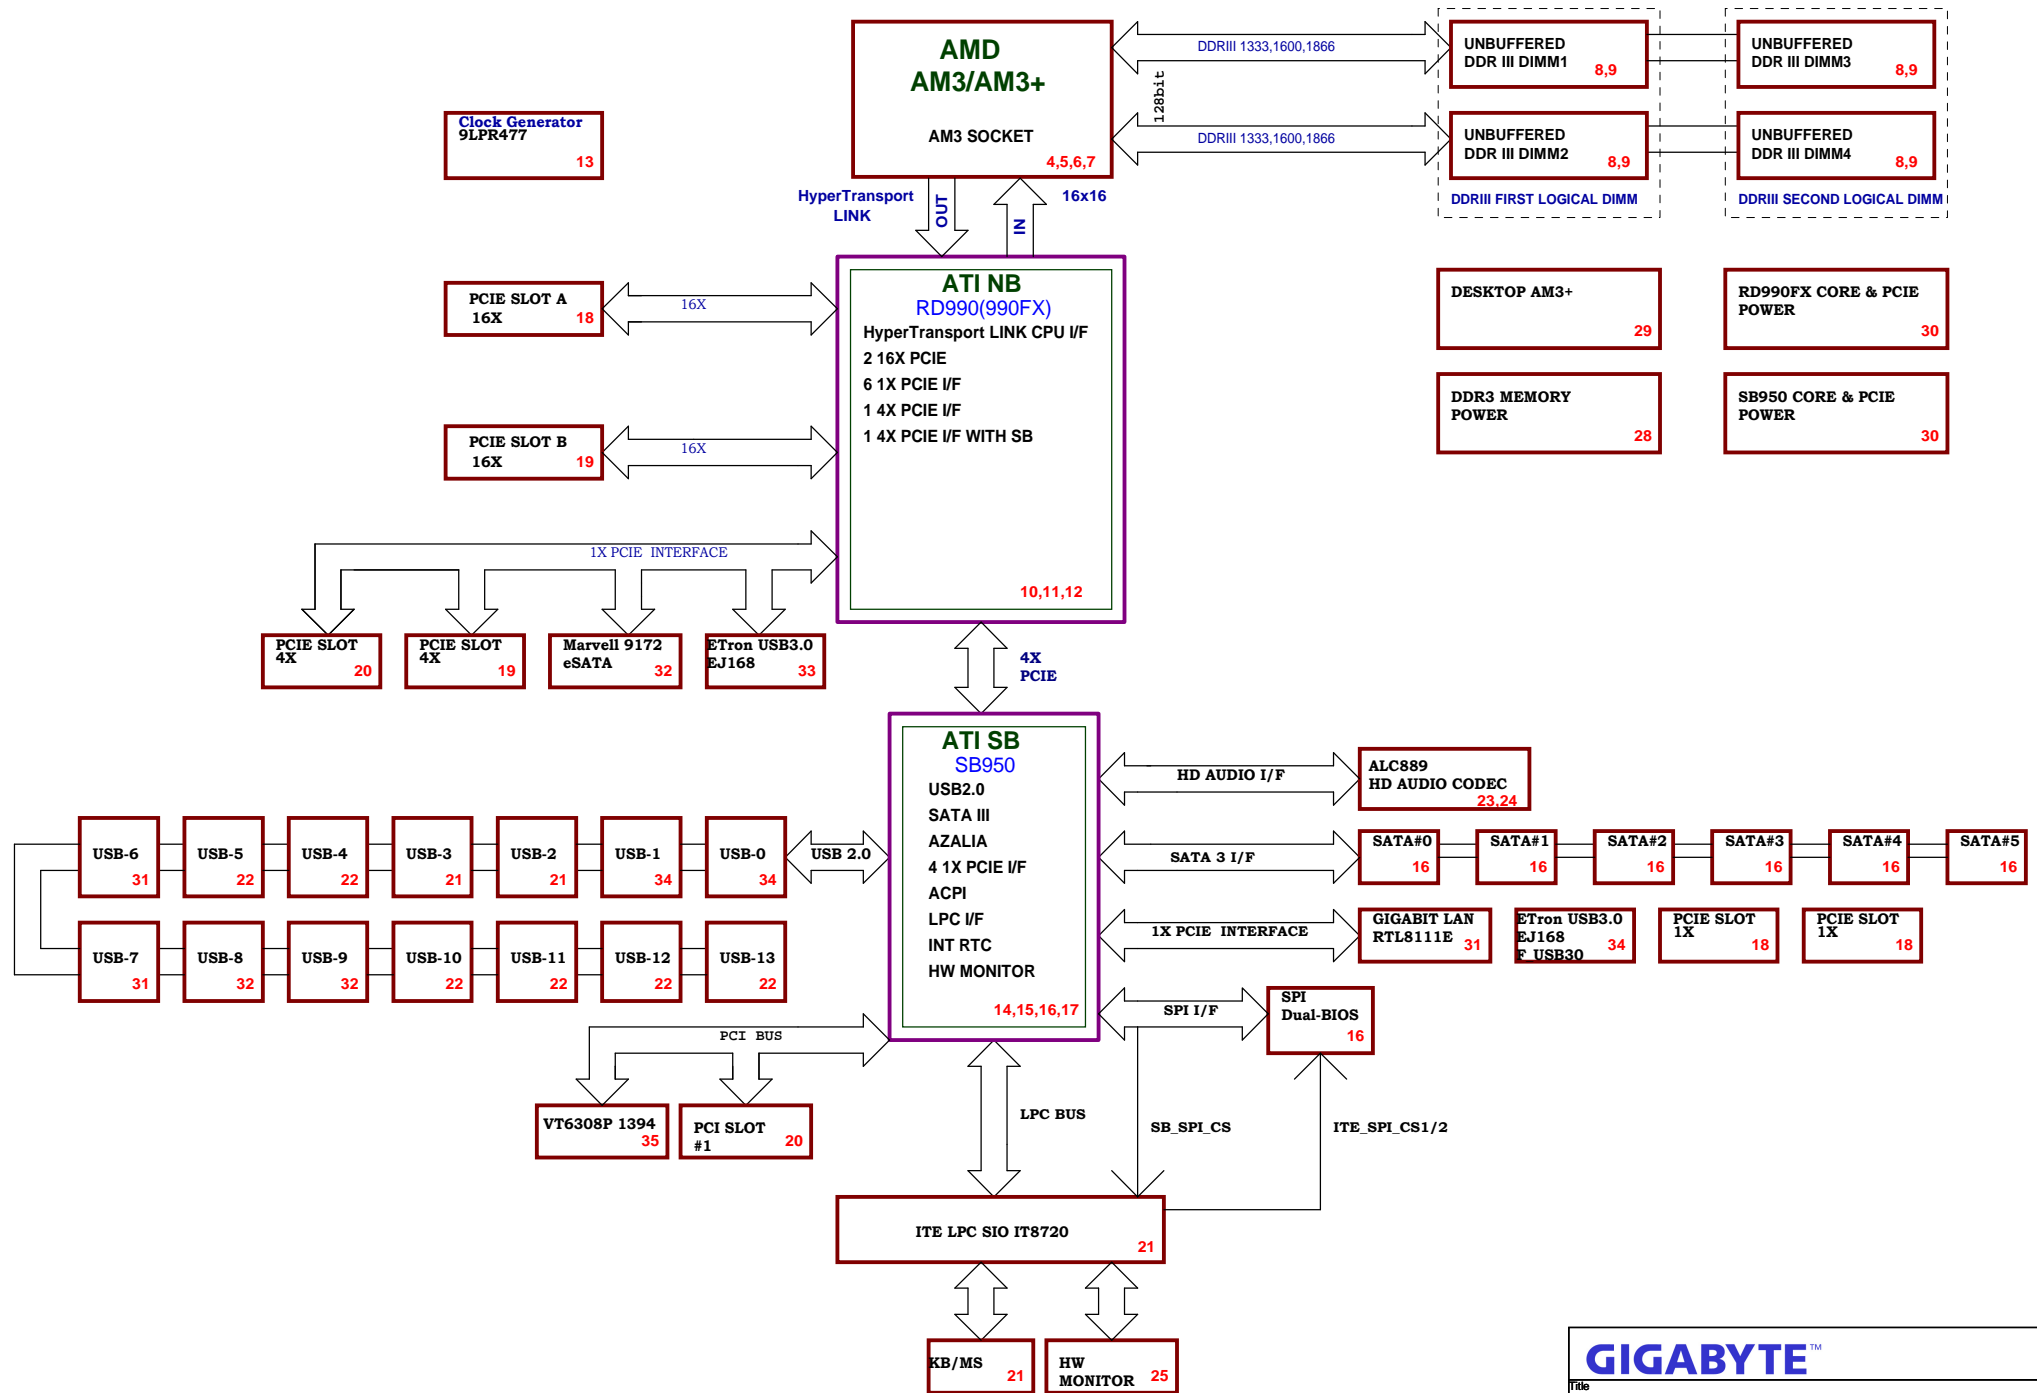 AMD
AM3/AM3+
AM3 SOCKET
4,5,6,7
DDRIII 1333,1600,1866
128bit
DDRIII 1333,1600,1866
UNBUFFERED
DDR III DIMM1
8,9
UNBUFFERED
DDR III DIMM3
8,9
UNBUFFERED
DDR III DIMM2
8,9
UNBUFFERED
DDR III DIMM4
8,9
DDRIII FIRST LOGICAL DIMM
DDRIII SECOND LOGICAL DIMM
Clock Generator
9LPR477
13
HyperTransport
LINK
OUT
IN
16x16
ATI NB
RD990(990FX)
HyperTransport LINK CPU I/F
2 16X PCIE
6 1X PCIE I/F
1 4X PCIE I/F
1 4X PCIE I/F WITH SB
10,11,12
PCIE SLOT A
16X
18
16X
PCIE SLOT B
16X
19
16X
DESKTOP AM3+
29
RD990FX CORE & PCIE
POWER
30
DDR3 MEMORY
POWER
28
SB950 CORE & PCIE
POWER
30
1X PCIE INTERFACE
PCIE SLOT
4X
20
PCIE SLOT
4X
19
Marvell 9172
eSATA
32
ETron USB3.0
EJ168
33
4X
PCIE
ATI SB
SB950
USB2.0
SATA III
AZALIA
4 1X PCIE I/F
ACPI
LPC I/F
INT RTC
HW MONITOR
14,15,16,17
HD AUDIO I/F
ALC889
HD AUDIO CODEC
23,24
USB-6
31
USB-5
22
USB-4
22
USB-3
21
USB-2
21
USB-1
34
USB-0
34
USB 2.0
SATA 3 I/F
SATA#0
16
SATA#1
16
SATA#2
16
SATA#3
16
SATA#4
16
SATA#5
16
USB-7
31
USB-8
32
USB-9
32
USB-10
22
USB-11
22
USB-12
22
USB-13
22
1X PCIE INTERFACE
GIGABIT LAN
RTL8111E
31
ETron USB3.0
EJ168
F_USB30
34
PCIE SLOT
1X
18
PCIE SLOT
1X
18
SPI I/F
SPI
Dual-BIOS
16
PCI BUS
VT6308P 1394
35
PCI SLOT
#1
20
LPC BUS
SB_SPI_CS
ITE_SPI_CS1/2
ITE LPC SIO IT8720
21
KB/MS
21
HW
MONITOR
25
GIGABYTE™
Title